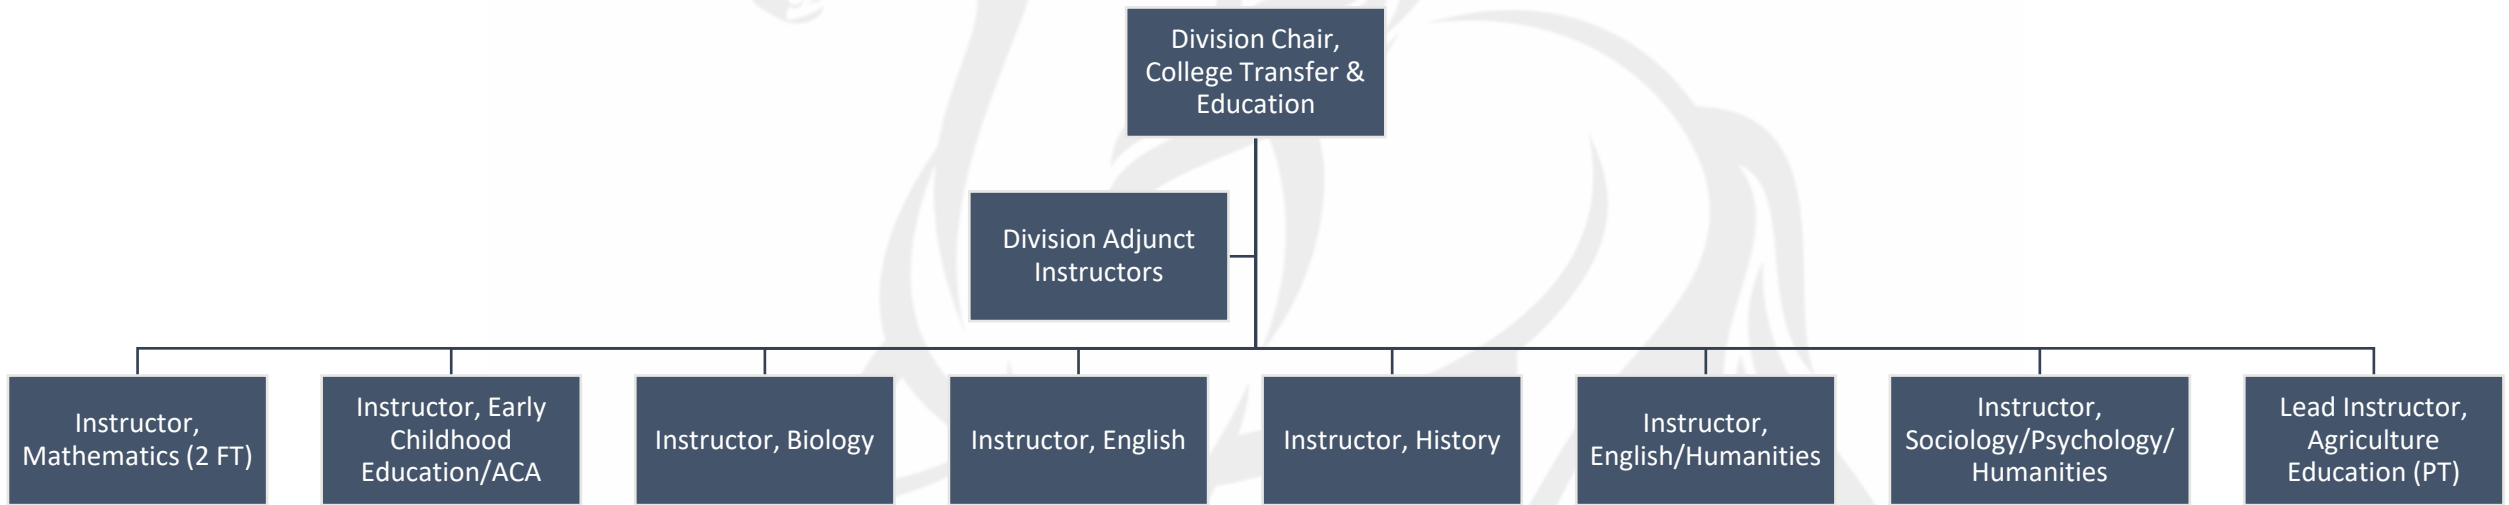 Division Chair,
College Transfer &
Education
Division Adjunct
Instructors
Instructor,
Mathematics (2 FT)
Instructor, Early
Childhood
Education/ACA
Instructor, Biology
Instructor, English
Instructor, History
Instructor,
English/Humanities
Instructor,
Sociology/Psychology/
Humanities
Lead Instructor,
Agriculture
Education (PT)